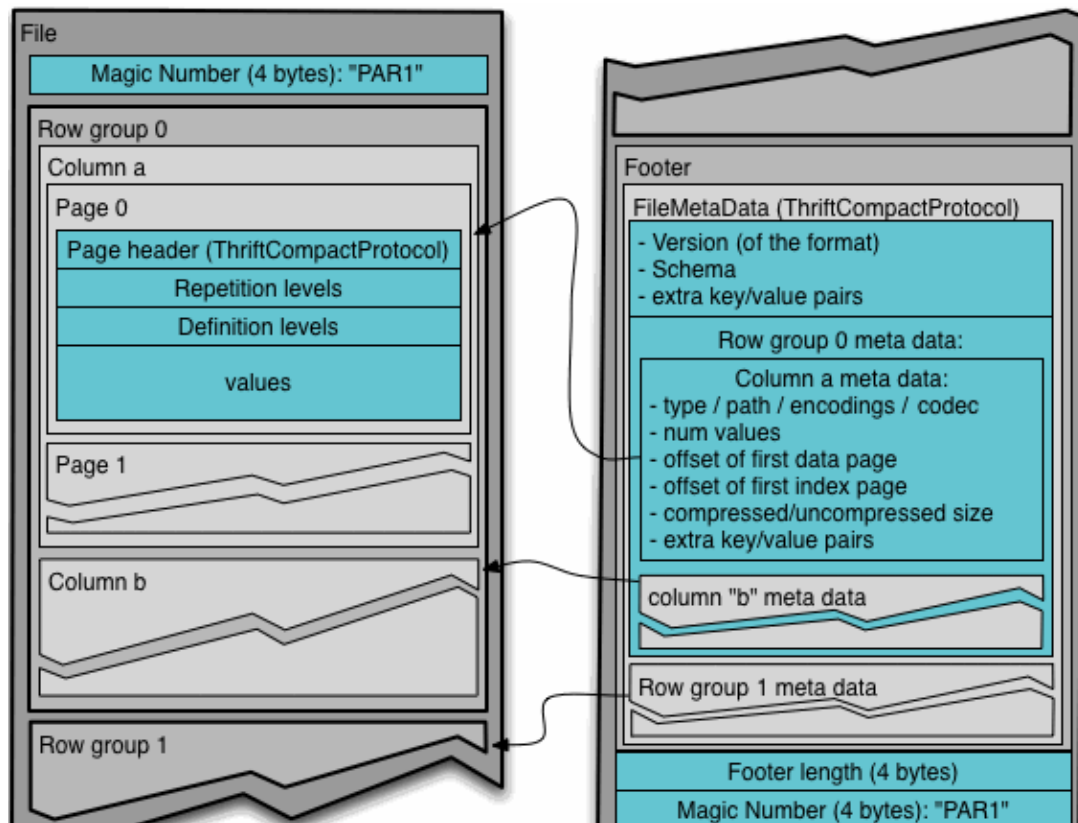 File
Magic Number (4 bytes): "PAR1"
Row group 0
Column a
Page 0
Page header (ThriftCompactProtocol)
Repetition levels
Definition levels
values
Page 1
Column b
Row group 1
Footer
FileMetaData (ThriftCompactProtocol)
- Version (of the format)
- Schema
- extra key/value pairs
Row group 0 meta data:
Column a meta data:
- type / path / encodings / codec
- num values
- offset of first data page
- offset of first index page
- compressed/uncompressed size
- extra key/value pairs
column "b" meta data
Row group 1 meta data
Footer length (4 bytes)
Magic Number (4 bytes): "PAR1"